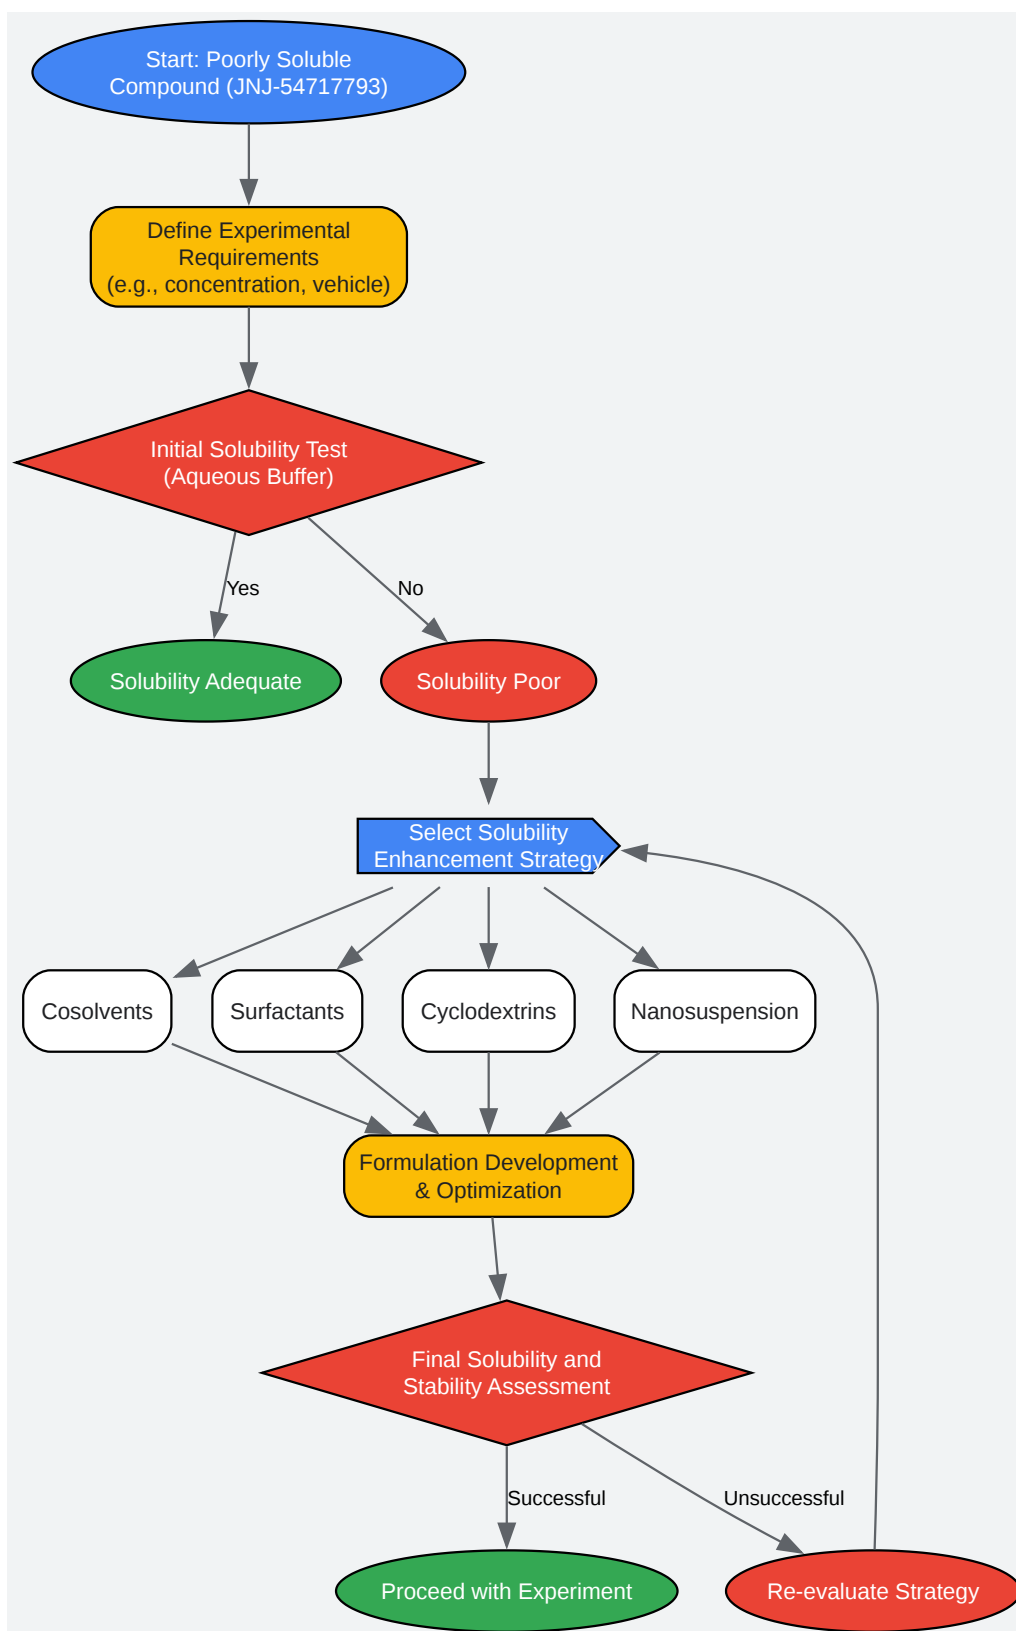 Start: Poorly Soluble
Compound (JNJ-54717793)
Define Experimental
Requirements
(e.g., concentration, vehicle)
Initial Solubility Test
(Aqueous Buffer)
Yes
No
Solubility Adequate
Solubility Poor
Select Solubility
Enhancement Strategy
Cosolvents
Surfactants
Cyclodextrins
Nanosuspension
Formulation Development
& Optimization
Final Solubility and
Stability Assessment
Successful
Unsuccessful
Proceed with Experiment
Re-evaluate Strategy